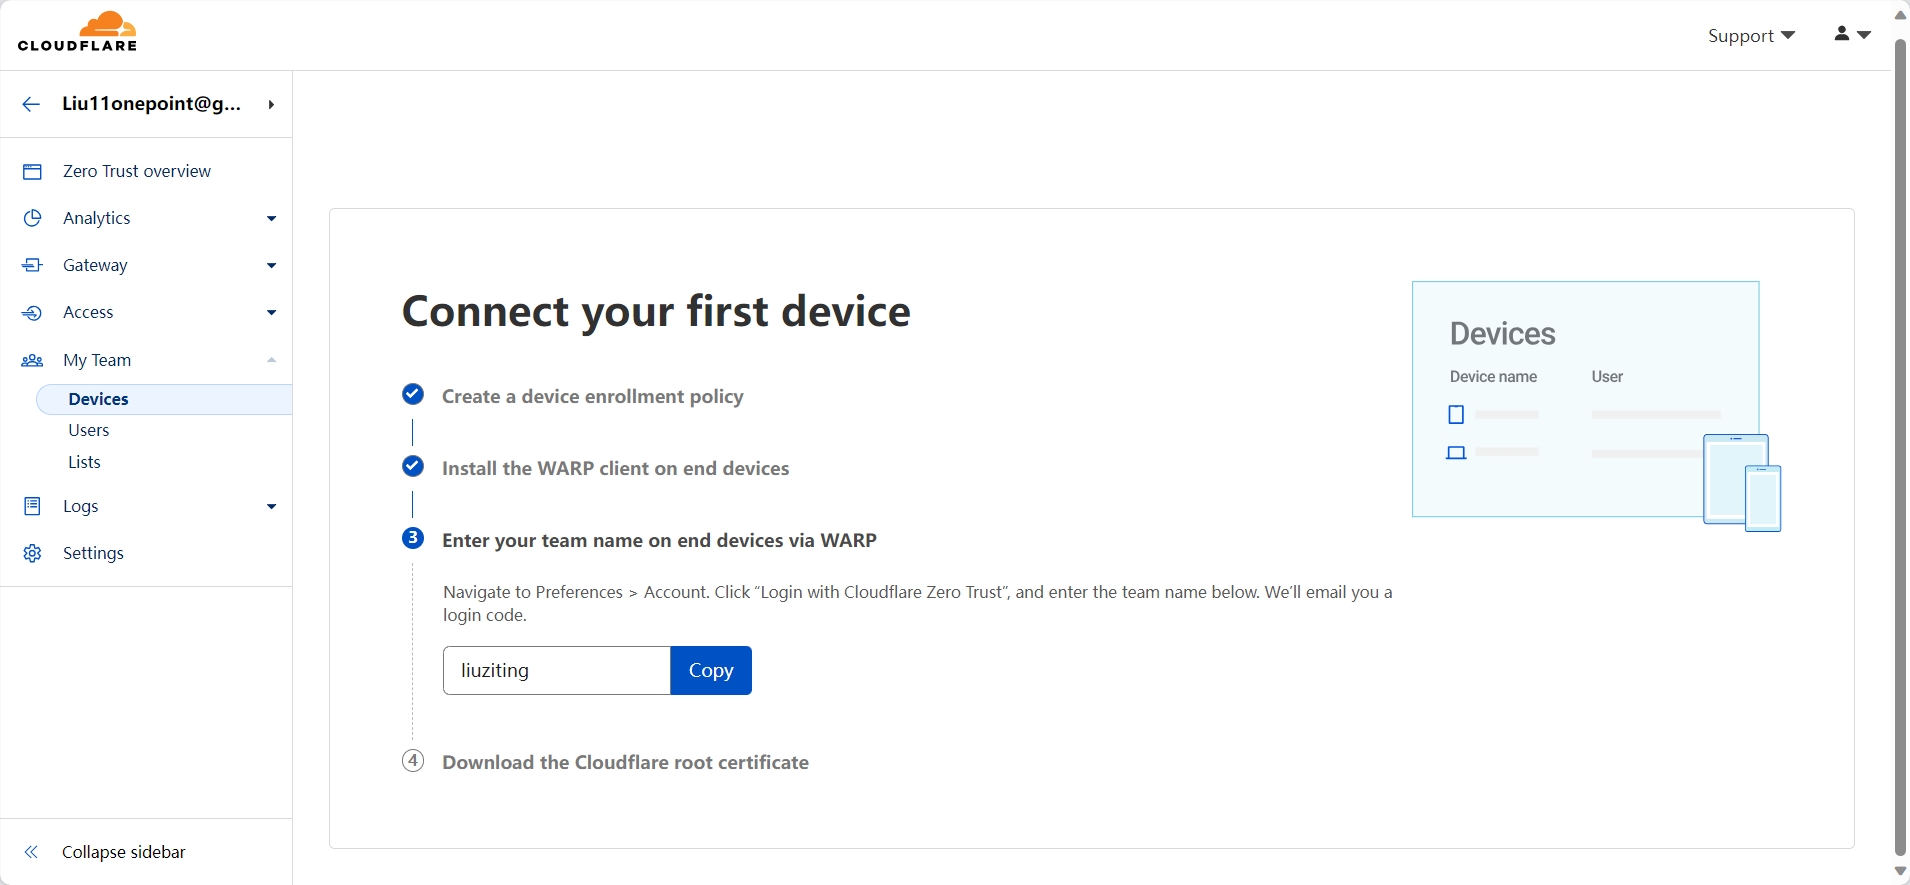 CLOUDFLARE
Support
Liu11onepoint@g...
Zero Trust overview
Analytics
Gateway
Access
My Team
Devices
Users
Lists
Logs
Settings
Collapse sidebar
Connect your first device
Create a device enrollment policy
Install the WARP client on end devices
3 Enter your team name on end devices via WARP
Navigate to Preferences > Account. Click “Login with Cloudflare Zero Trust”, and enter the team name below. We’ll email you a
login code.
liuziting Copy
4 Download the Cloudflare root certificate
Devices
Device name User